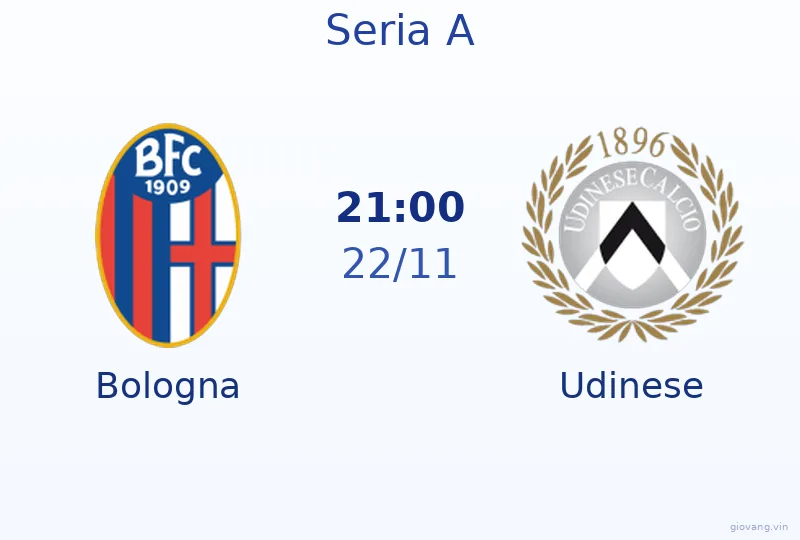 Seria A
BFC
1909
21:00
22/11
1896
UDINESE CALCIO
Bologna
Udinese
giovang.vin